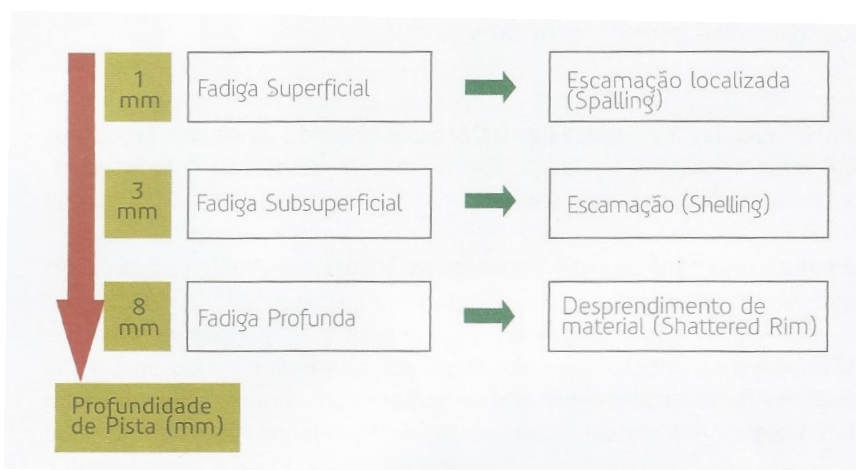 1
mm
Fadiga Superficial
Escamação localizada
(Spalling)
3
mm
Fadiga Subsuperficial
Escamação (Shelling)
8
mm
Fadiga Profunda
Desprendimento de
material (Shattered Rim)
Profundidade
de Pista (mm)